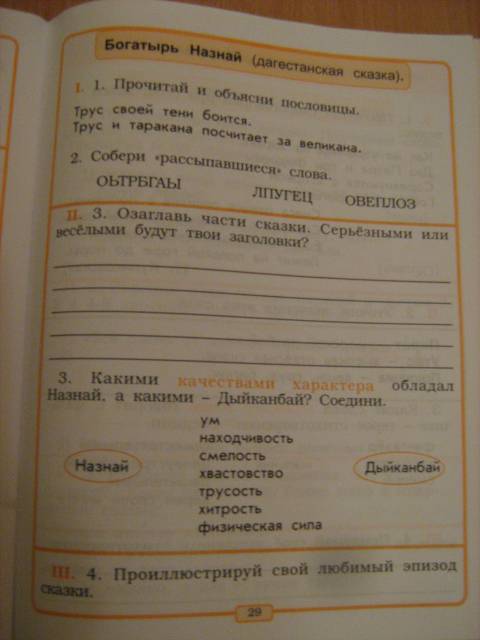 Богатырь Назнай (дагестанская сказка).
I. 1. Прочитай и объясни пословицы.
Трус своей тени боится.
Трус и таракана посчитает за великана.
2. Собери «рассыпавшиеся» слова.
ОЬТРБГАЫ ЛПУГЕЦ ОВЕПЛОЗ
II. 3. Озаглавь части сказки. Серьёзными или
весёлыми будут твои заголовки?
3. Какими качествами характера обладал
Назнай, а какими – Дыйканбай? Соедини.
ум
находчивость
смелость
Назнай хвастовство Дыйканбай
трусость
хитрость
физическая сила
III. 4. Проиллюстрируй свой любимый эпизод
сказки.
29